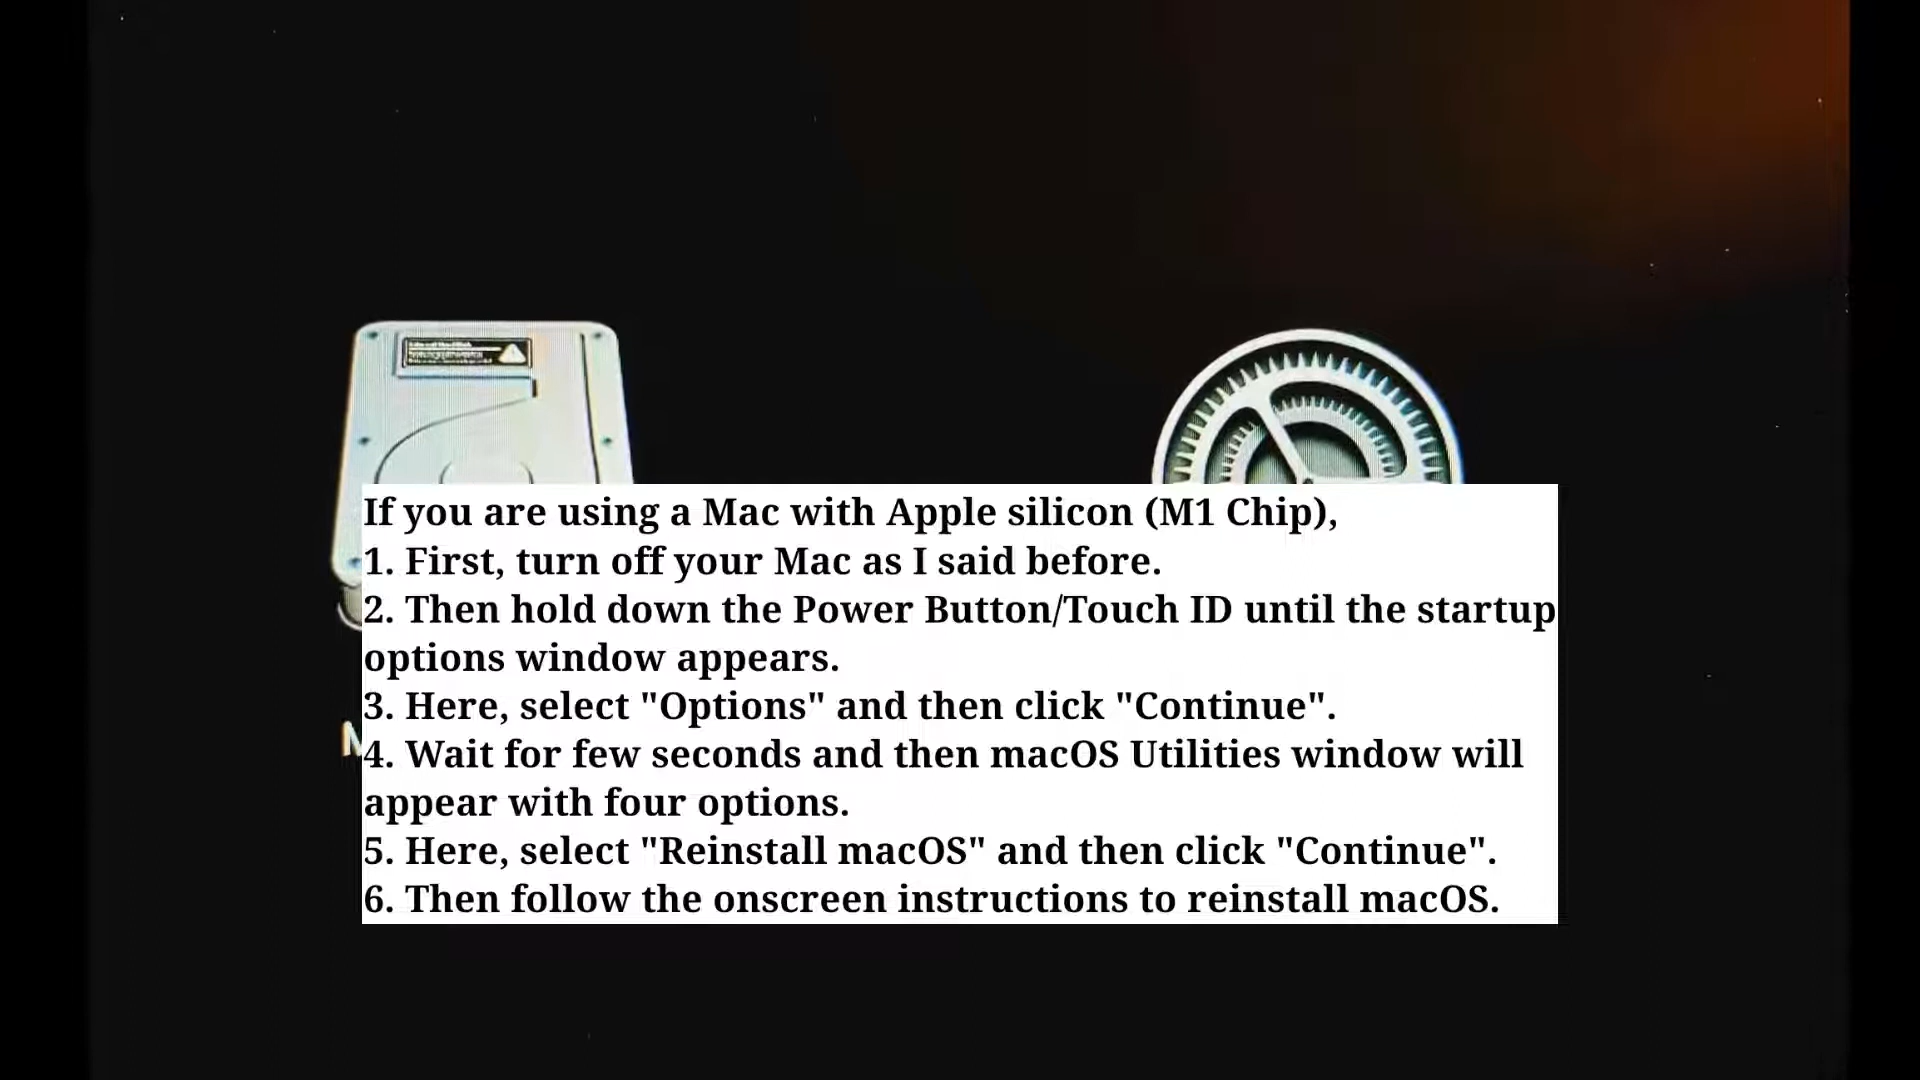 If you are using a Mac with Apple silicon (M1 Chip),
1. First, turn off your Mac as I said before.
2. Then hold down the Power Button/Touch ID until the startup
options window appears.
3. Here, select "Options" and then click "Continue".
4. Wait for few seconds and then macOS Utilities window will
appear with four options.
5. Here, select "Reinstall macOS" and then click "Continue".
6. Then follow the onscreen instructions to reinstall macOS.